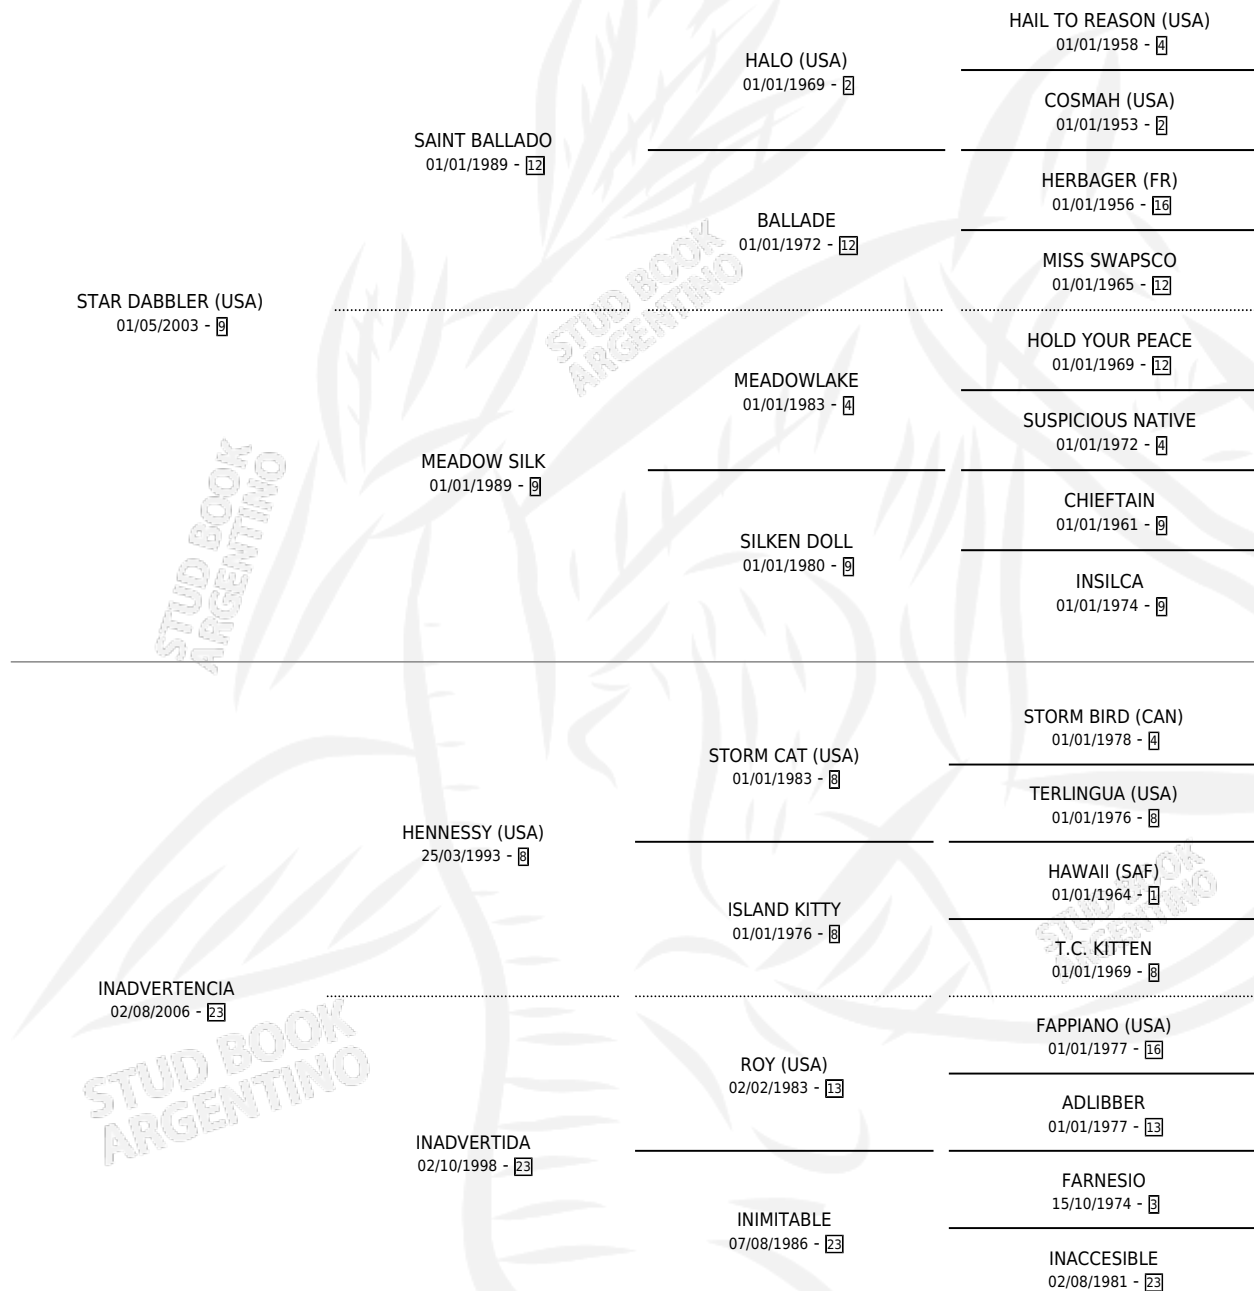 HAIL TO REASON (USA)
01/01/1958 - 4
HALO (USA)
01/01/1969 - 2
COSMAH (USA)
01/01/1953 - 2
SAINT BALLADO
01/01/1989 - 12
HERBAGER (FR)
01/01/1956 - 16
BALLADE
01/01/1972 - 12
MISS SWAPSCO
01/01/1965 - 12
STAR DABBLER (USA)
01/05/2003 - 9
HOLD YOUR PEACE
01/01/1969 - 12
MEADOWLAKE
01/01/1983 - 4
SUSPICIOUS NATIVE
01/01/1972 - 4
MEADOW SILK
01/01/1989 - 9
CHIEFTAIN
01/01/1961 - 9
SILKEN DOLL
01/01/1980 - 9
INSILCA
01/01/1974 - 9
STORM BIRD (CAN)
01/01/1978 - 4
STORM CAT (USA)
01/01/1983 - 8
TERLINGUA (USA)
01/01/1976 - 8
HENNESSY (USA)
25/03/1993 - 8
HAWAII (SAF)
01/01/1964 - 1
ISLAND KITTY
01/01/1976 - 8
T.C. KITTEN
01/01/1969 - 8
INADVERTENCIA
02/08/2006 - 23
FAPPIANO (USA)
01/01/1977 - 16
ROY (USA)
02/02/1983 - 13
ADLIBBER
01/01/1977 - 13
INADVERTIDA
02/10/1998 - 23
FARNESIO
15/10/1974 - 3
INIMITABLE
07/08/1986 - 23
INACCESIBLE
02/08/1981 - 23
STUD BOOK
ARGENTINO
STUD BOOK
ARGENTINO
STUD BOOK
ARGENTINO
STUD BOOK
ARGENTINO